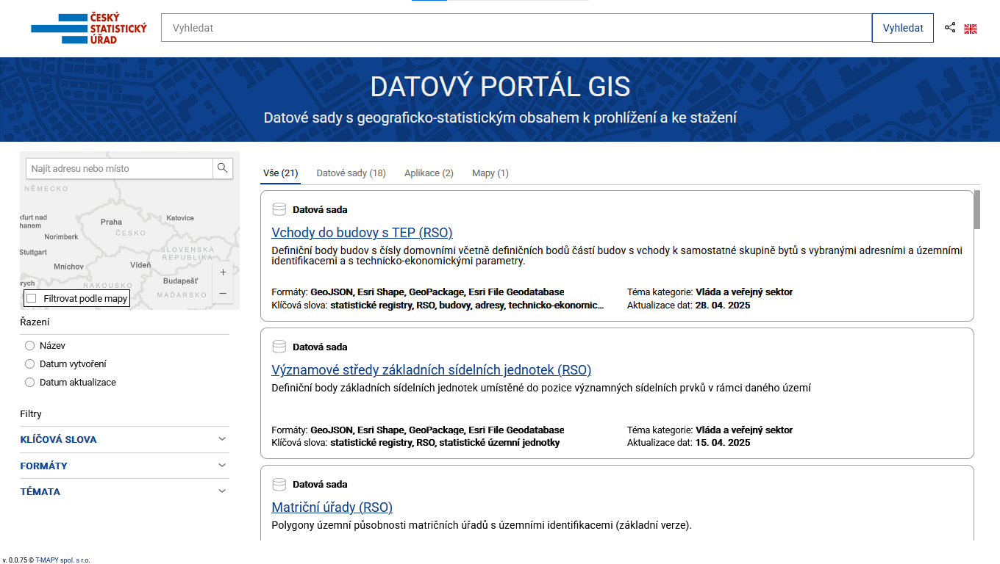 ČESKÝ
STATISTICKÝ
ÚŘAD
Vyhledat
Vyhledat
DATOVÝ PORTÁL GIS
Datové sady s geograficko-statistickým obsahem k prohlížení a ke stažení
Najít adresu nebo místo
NĚMECKO
kfurt nad
hanem
Praha
Katovice
ČESKO
Norimberk
Stuttgart
SLOVENSKÁ
REPUBLIKA
Mnichov
Vídeň
+
urych
RAKOUSKO
Budapešť
MAĎARSKO
−
Filtrovat podle mapy
Řazení
Název
Datum vytvoření
Datum aktualizace
Filtry
KLÍČOVÁ SLOVA
FORMÁTY
TÉMATA
Vše (21) Datové sady (18) Aplikace (2) Mapy (1)
Datová sada
Vchody do budovy s TEP (RSO)
Definiční body budov s čísly domovními včetně definičních bodů částí budov s vchody k samostatné skupině bytů s vybranými adresními a územními
identifikacemi a s technicko-ekonomickými parametry.
Formáty: GeoJSON, Esri Shape, GeoPackage, Esri File Geodatabase Téma kategorie: Vláda a veřejný sektor
Klíčová slova: statistické registry, RSO, budovy, adresy, technicko-ekonomic... Aktualizace dat: 28. 04. 2025
Datová sada
Významové středy základních sídelních jednotek (RSO)
Definiční body základních sídelních jednotek umístěné do pozice významných sídelních prvků v rámci daného území
Formáty: GeoJSON, Esri Shape, GeoPackage, Esri File Geodatabase Téma kategorie: Vláda a veřejný sektor
Klíčová slova: statistické registry, RSO, statistické územní jednotky Aktualizace dat: 15. 04. 2025
Datová sada
Matriční úřady (RSO)
Polygony územní působnosti matričních úřadů s územními identifikacemi (základní verze).
v. 0.0.75 © T-MAPY spol. s r.o.